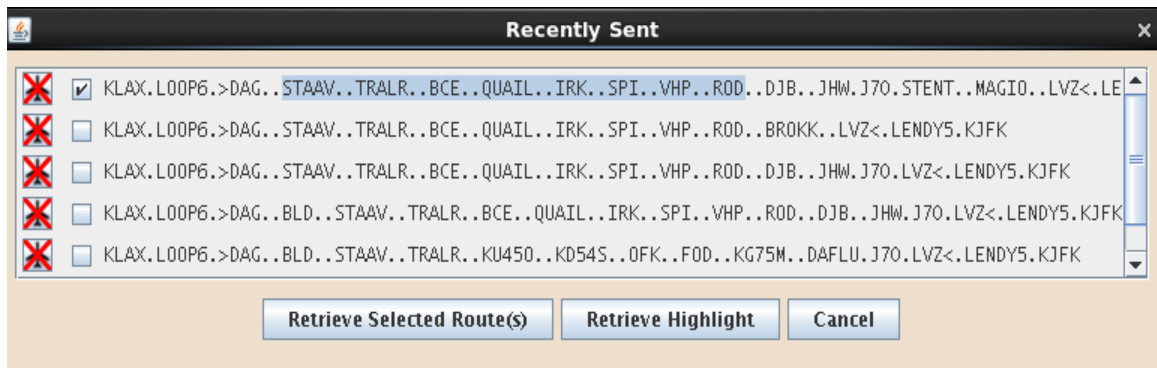 Recently Sent
KLAX.LOOP6.>DAG..STAAV..TRALR..BCE..QUAIL..IRK..SPI..VHP..ROD..DJB..JHW.J70.STENT..MAGIO..LVZ<.LE
KLAX.LOOP6.>DAG..STAAV..TRALR..BCE..QUAIL..IRK..SPI..VHP..ROD..BROKK..LVZ<.LENDY5.KJFK
KLAX.LOOP6.>DAG..STAAV..TRALR..BCE..QUAIL..IRK..SPI..VHP..ROD..DJB..JHW.J70.LVZ<.LENDY5.KJFK
KLAX.LOOP6.>DAG..BLD..STAAV..TRALR..BCE..QUAIL..IRK..SPI..VHP..ROD..DJB..JHW.J70.LVZ<.LENDY5.KJFK
KLAX.LOOP6.>DAG..BLD..STAAV..TRALR..KU450..KD54S..OFK..FOD..KG75M..DAFLU.J70.LVZ<.LENDY5.KJFK
Retrieve Selected Route(s) Retrieve Highlight Cancel